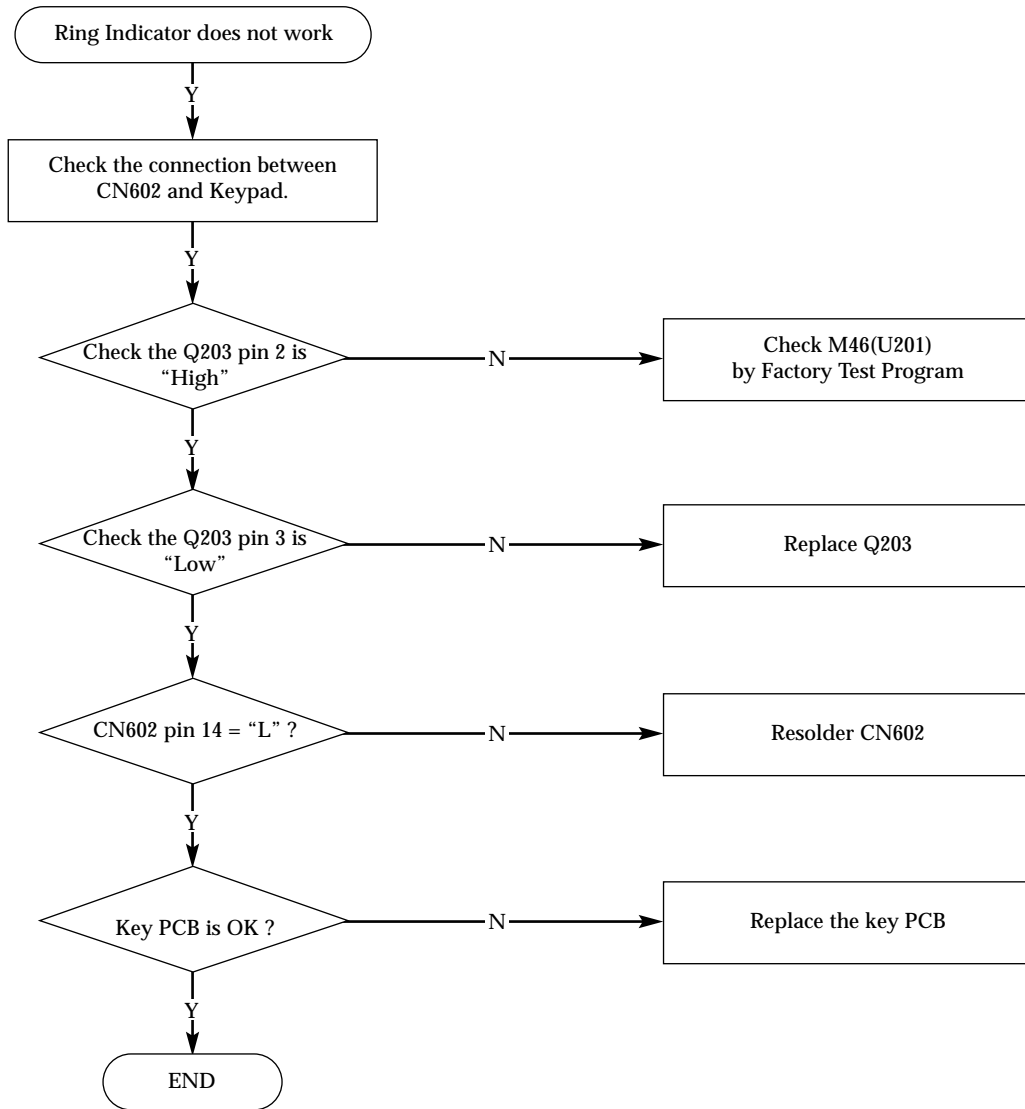 Ring Indicator does not work
Y
Check the connection between
CN602 and Keypad.
Y
Check the Q203 pin 2 is
“High”
N
Check M46(U201)
by Factory Test Program
Y
Check the Q203 pin 3 is
“Low”
N
Replace Q203
Y
CN602 pin 14 = “L” ?
N
Resolder CN602
Y
Key PCB is OK ?
N
Replace the key PCB
Y
END